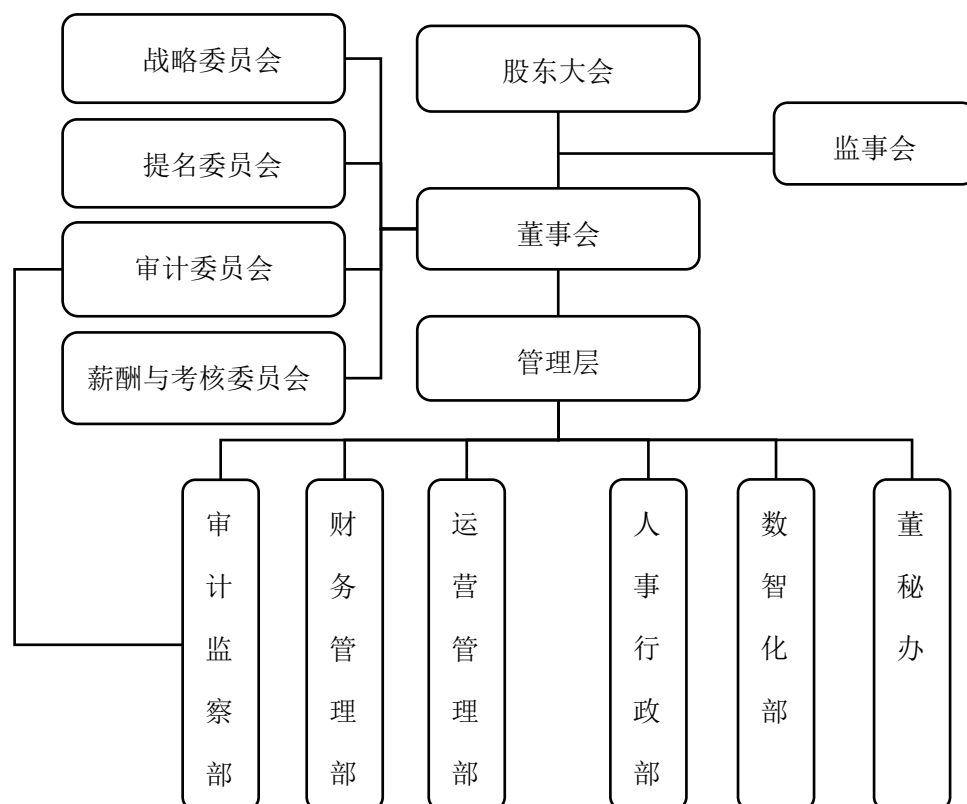 战略委员会
股东大会
监事会
提名委员会
董事会
审计委员会
管理层
薪酬与考核委员会
审计监察部
财务管理部
运营管理部
人事行政部
数智化部
董秘办